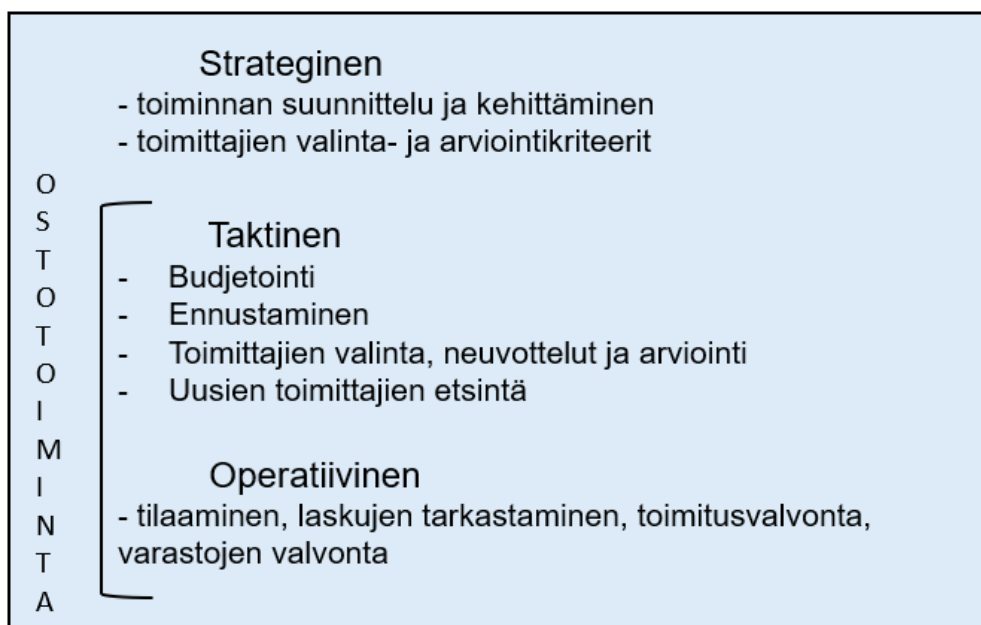 Strateginen
- toiminnan suunnittelu ja kehittäminen
- toimittajien valinta- ja arviointikriteerit
O
S
T
O
T
O
I
M
I
N
T
A
Taktinen
- Budjetointi
- Ennustaminen
- Toimittajien valinta, neuvottelut ja arviointi
- Uusien toimittajien etsintä
Operatiivinen
- tilaaminen, laskujen tarkastaminen, toimitusvalvonta,
varastojen valvonta